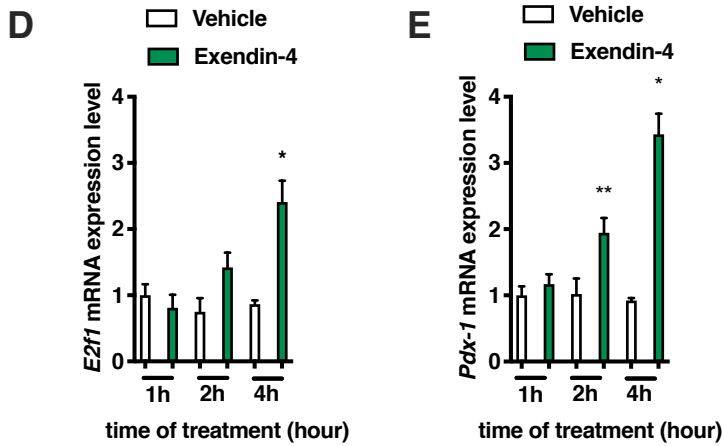 D
Vehicle
Exendin-4
E2f1 mRNA expression level
4
3
2
1
0
*
1h 2h 4h
time of treatment (hour)
E
Vehicle
Exendin-4
Pdx-1 mRNA expression level
4
3
2
1
0
**
*
1h 2h 4h
time of treatment (hour)